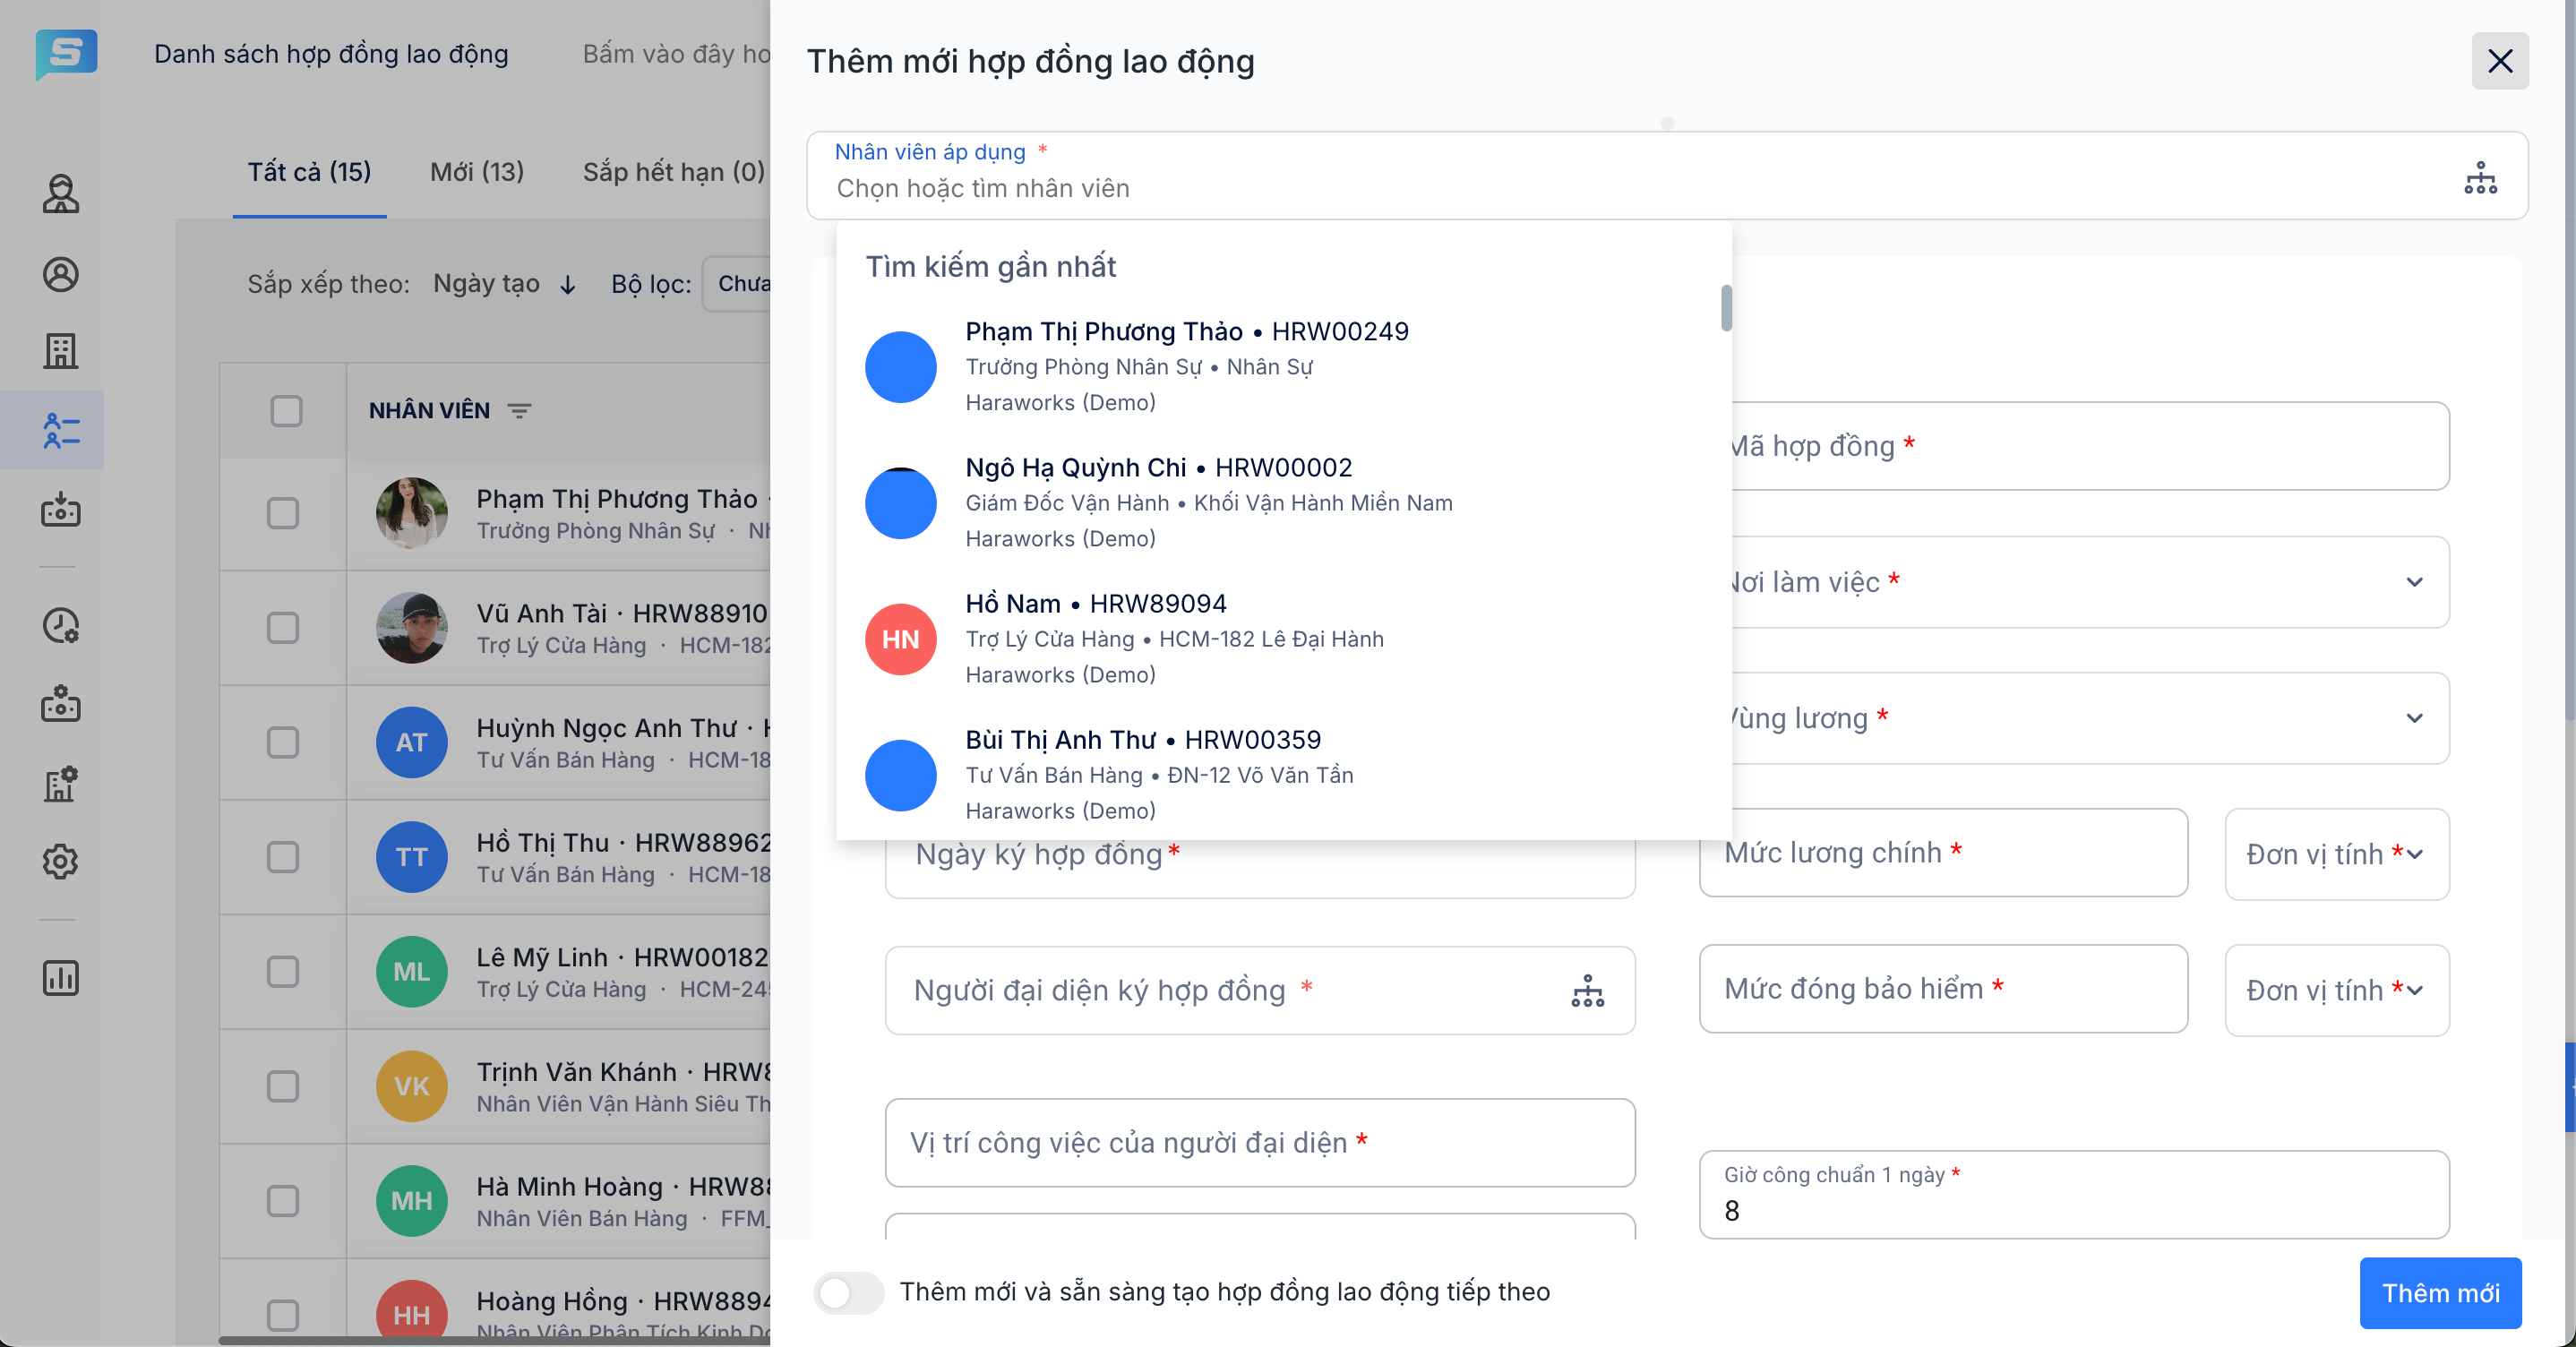 Danh sách hợp đồng lao động
Bấm vào đây
Tất cả (15)
Mới (13)
Sắp hết hạn (0)
Sắp xếp theo: Ngày tạo
Bộ lọc:
Chưa
NHÂN VIÊN
Phạm Thị Phương Thảo ·
Trưởng Phòng Nhân Sự ·
Vũ Anh Tài · HRW88910
Trợ Lý Cửa Hàng · HCM-182
AT
Huỳnh Ngọc Anh Thư ·
Tư Vấn Bán Hàng · HCM-18
TT
Hồ Thị Thu · HRW88962
Tư Vấn Bán Hàng · HCM-18
ML
Lê Mỹ Linh · HRW00182
Trợ Lý Cửa Hàng · HCM-24
VK
Trịnh Văn Khánh · HRW
Nhân Viên Vận Hành Siêu
MH
Hà Minh Hoàng · HRW8
Nhân Viên Bán Hàng · FFM_
HH
Hoàng Hồng · HRW889
Nhân Viên Phân Tích Kinh
Thêm mới hợp đồng lao động
Nhân viên áp dụng *
Chọn hoặc tìm nhân viên
Tìm kiếm gần nhất
Phạm Thị Phương Thảo • HRW00249
Trưởng Phòng Nhân Sự • Nhân Sự
Haraworks (Demo)
Ngô Hạ Quỳnh Chi • HRW00002
Giám Đốc Vận Hành • Khối Vận Hành Miền Nam
Haraworks (Demo)
HN
Hồ Nam • HRW89094
Trợ Lý Cửa Hàng • HCM-182 Lê Đại Hành
Haraworks (Demo)
Bùi Thị Anh Thư • HRW00359
Tư Vấn Bán Hàng • ĐN-12 Võ Văn Tần
Haraworks (Demo)
Mã hợp đồng *
Nơi làm việc *
Vùng lương *
Ngày ký hợp đồng*
Mức lương chính *
Đơn vị tính *
Người đại diện ký hợp đồng *
Mức đóng bảo hiểm *
Đơn vị tính *
Vị trí công việc của người đại diện *
Giờ công chuẩn 1 ngày *
8
Thêm mới và sẵn sàng tạo hợp đồng lao động tiếp theo
Thêm mới